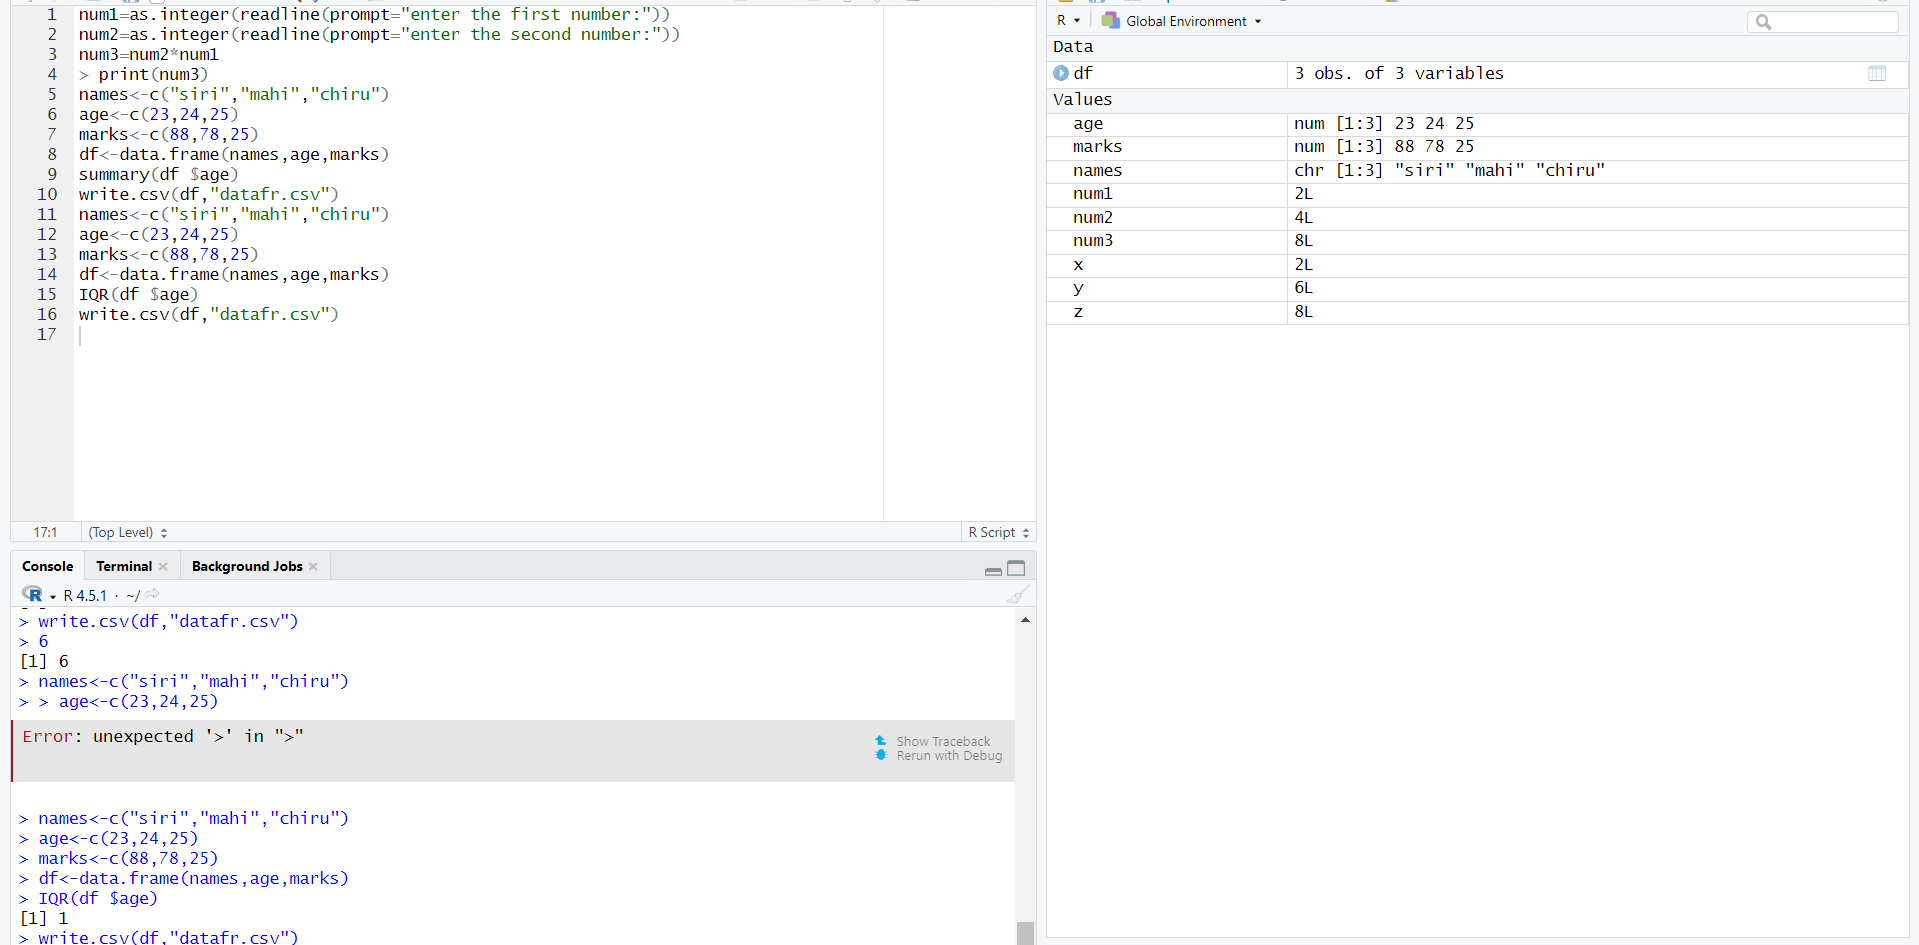 1 num1=as.integer(readline(prompt="enter the first number:"))
2 num2=as.integer(readline(prompt="enter the second number:"))
3 num3=num2*num1
4 > print(num3)
5 names<-c("siri","mahi","chiru")
6 age<-c(23,24,25)
7 marks<-c(88,78,25)
8 df<-data.frame(names,age,marks)
9 summary(df $age)
10 write.csv(df,"datafr.csv")
11 names<-c("siri","mahi","chiru")
12 age<-c(23,24,25)
13 marks<-c(88,78,25)
14 df<-data.frame(names,age,marks)
15 IQR(df $age)
16 write.csv(df,"datafr.csv")
17
17:1 (Top Level) R Script
Console Terminal Background Jobs
R 4.5.1 · ~/
> write.csv(df,"datafr.csv")
> 6
[1] 6
> names<-c("siri","mahi","chiru")
> > age<-c(23,24,25)
Error: unexpected '>' in ">"
Show Traceback
Rerun with Debug
> names<-c("siri","mahi","chiru")
> age<-c(23,24,25)
> marks<-c(88,78,25)
> df<-data.frame(names,age,marks)
> IQR(df $age)
[1] 1
> write.csv(df,"datafr.csv")
R Global Environment
Data
df 3 obs. of 3 variables
Values
age num [1:3] 23 24 25
marks num [1:3] 88 78 25
names chr [1:3] "siri" "mahi" "chiru"
num1 2L
num2 4L
num3 8L
x 2L
y 6L
z 8L